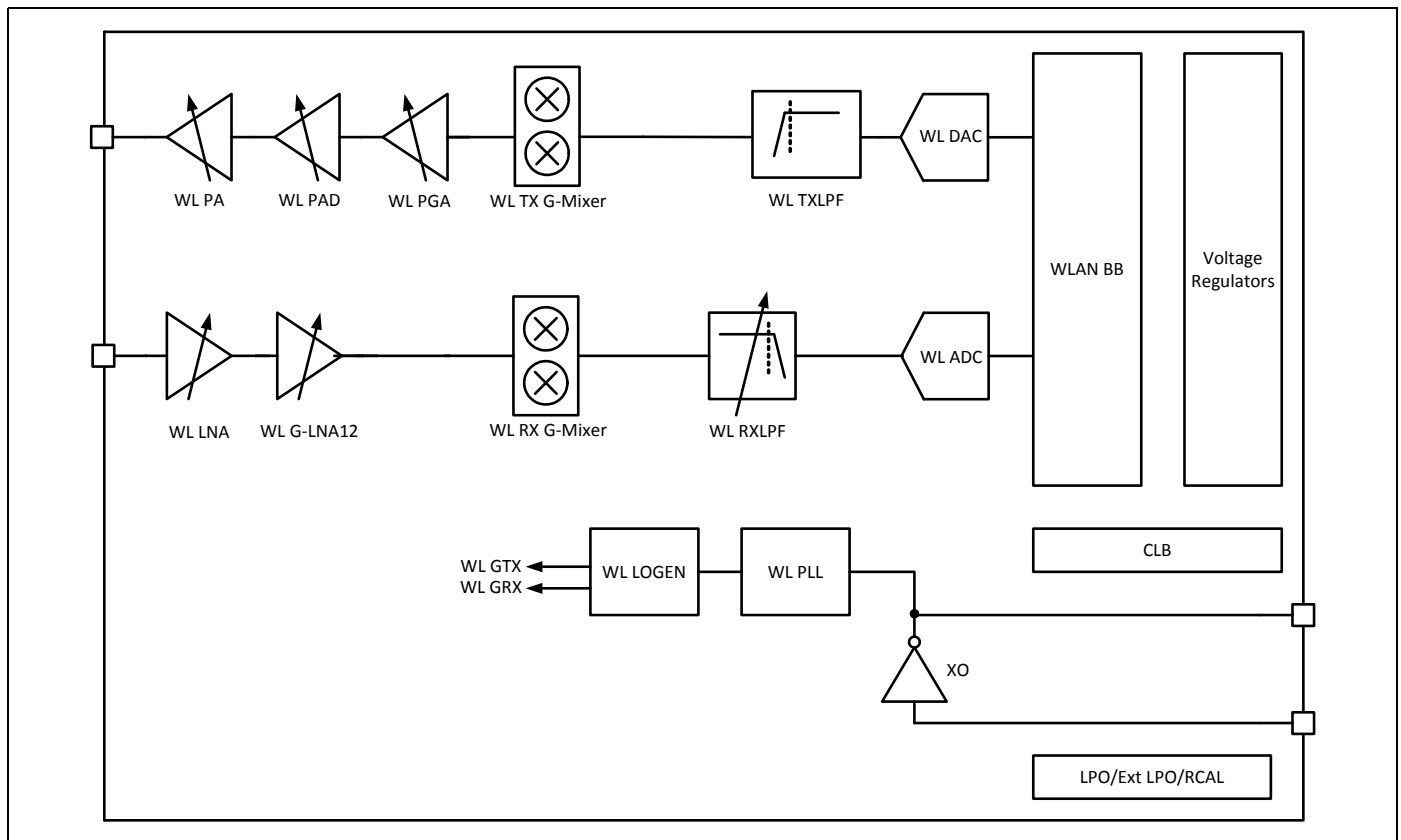 WL DAC
WL PA
WL PAD
WL PGA
WL TX G-Mixer
WL TXLPF
WLAN BB
Voltage
Regulators
WL ADC
WL LNA
WL G-LNA12
WL RX G-Mixer
WL RXLPF
CLB
WL GTX
WL GRX
WL LOGEN
WL PLL
XO
LPO/Ext LPO/RCAL